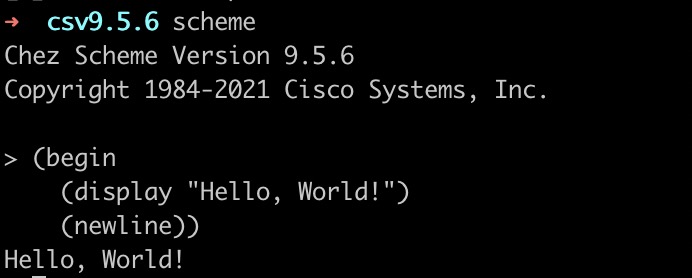 ➜  csv9.5.6 scheme
Chez Scheme Version 9.5.6
Copyright 1984-2021 Cisco Systems, Inc.

> (begin
    (display "Hello, World!")
    (newline))
Hello, World!